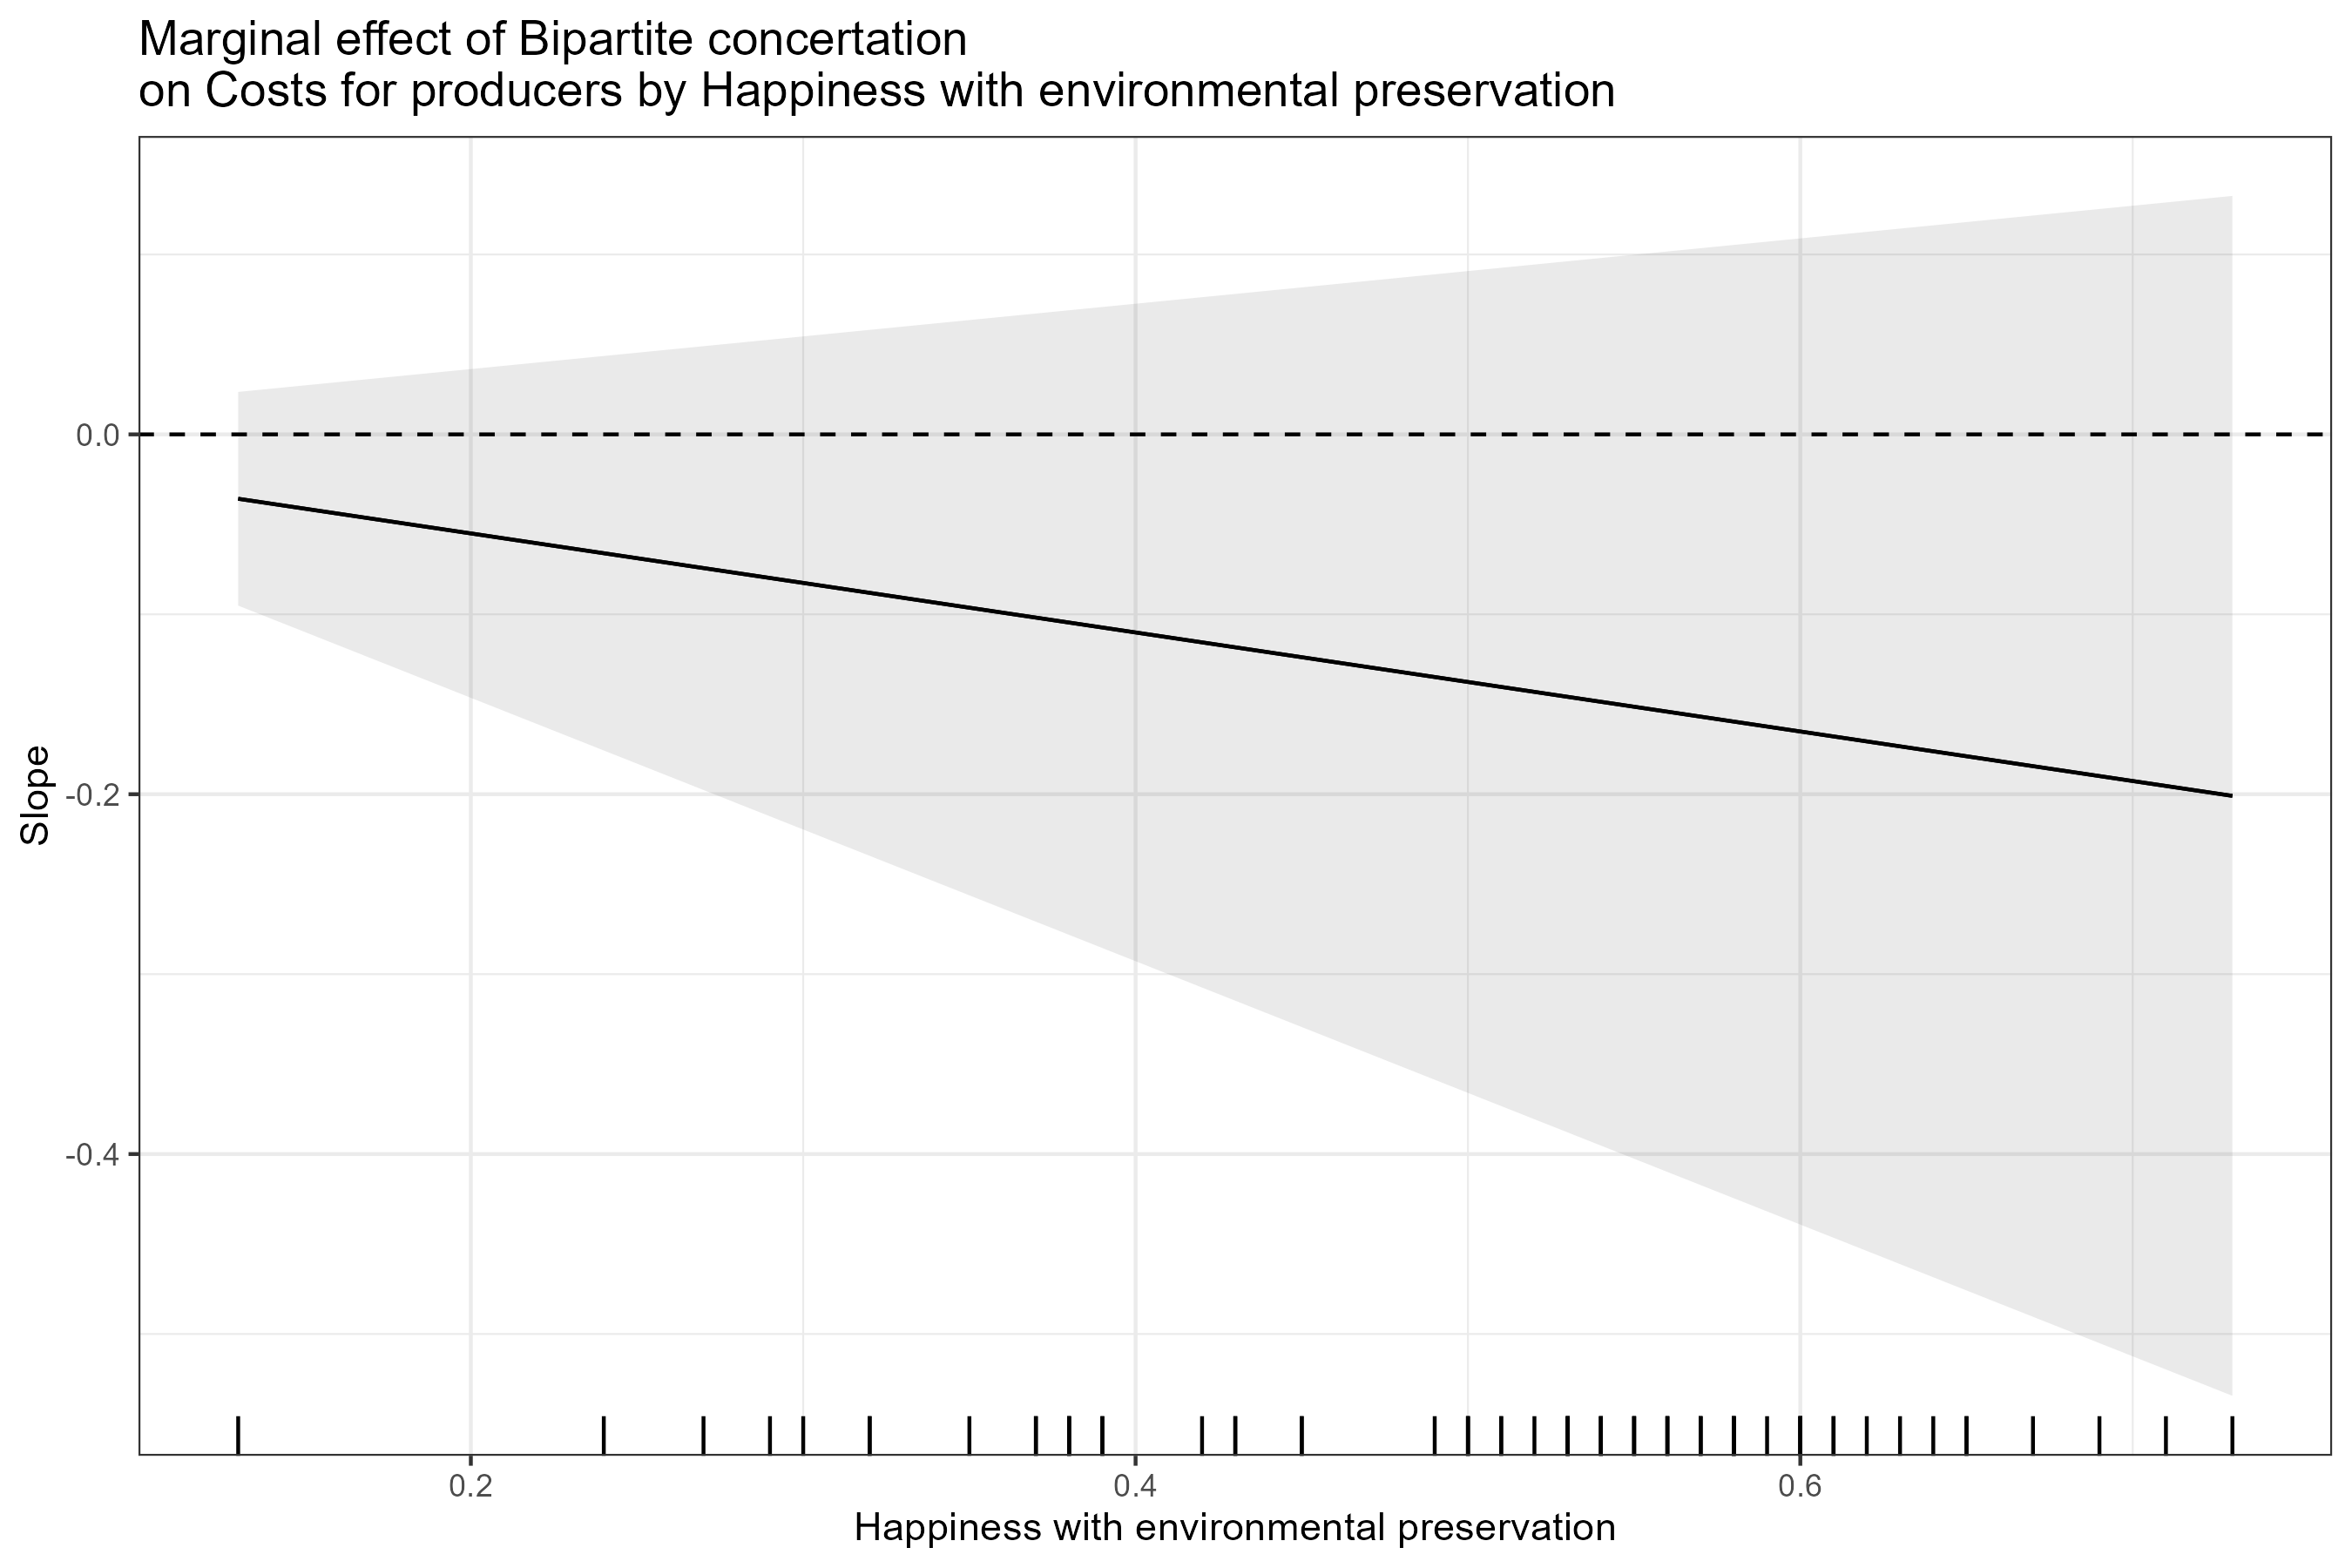 Marginal effect of Bipartite concertation
on Costs for producers by Happiness with environmental preservation
0.0
-0.2
-0.4
Slope
0.2 0.4 0.6
Happiness with environmental preservation